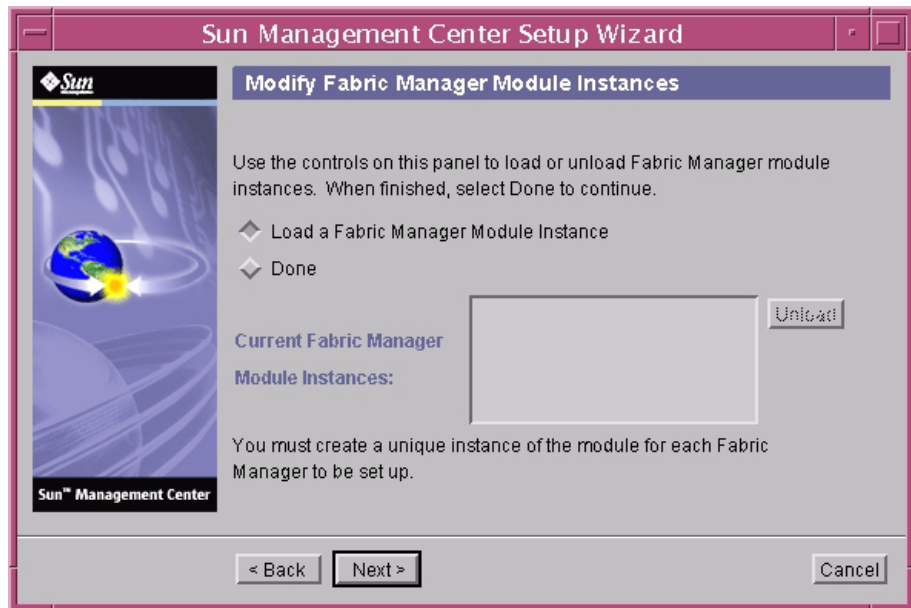 Sun Management Center Setup Wizard
Sun
Modify Fabric Manager Module Instances
Use the controls on this panel to load or unload Fabric Manager module
instances. When finished, select Done to continue.
Load a Fabric Manager Module Instance
Done
Unload
Current Fabric Manager
Module Instances:
You must create a unique instance of the module for each Fabric
Manager to be set up.
Sun™ Management Center
< Back
Next >
Cancel